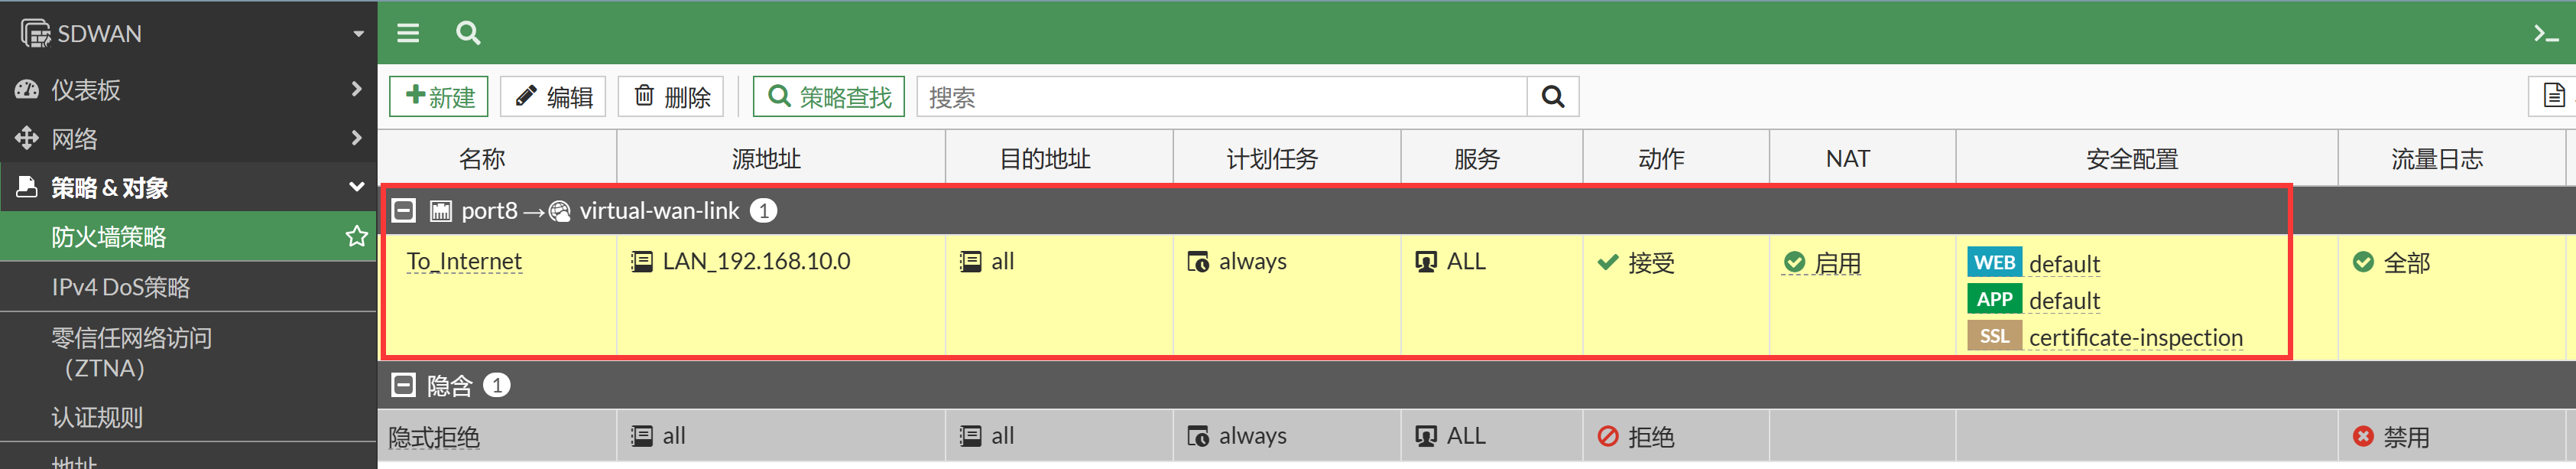 SDWAN
仪表板
网络
策略 & 对象
防火墙策略
IPv4 DoS策略
零信任网络访问
（ZTNA）
认证规则
地址
新建 编辑 删除 策略查找 搜索
名称 源地址 目的地址 计划任务 服务 动作 NAT 安全配置 流量日志
port8→ virtual-wan-link 1
To_Internet LAN_192.168.10.0 all always ALL 接受 启用 WEB default 全部
APP default
SSL certificate-inspection
隐含 1
隐式拒绝 all all always ALL 拒绝 禁用